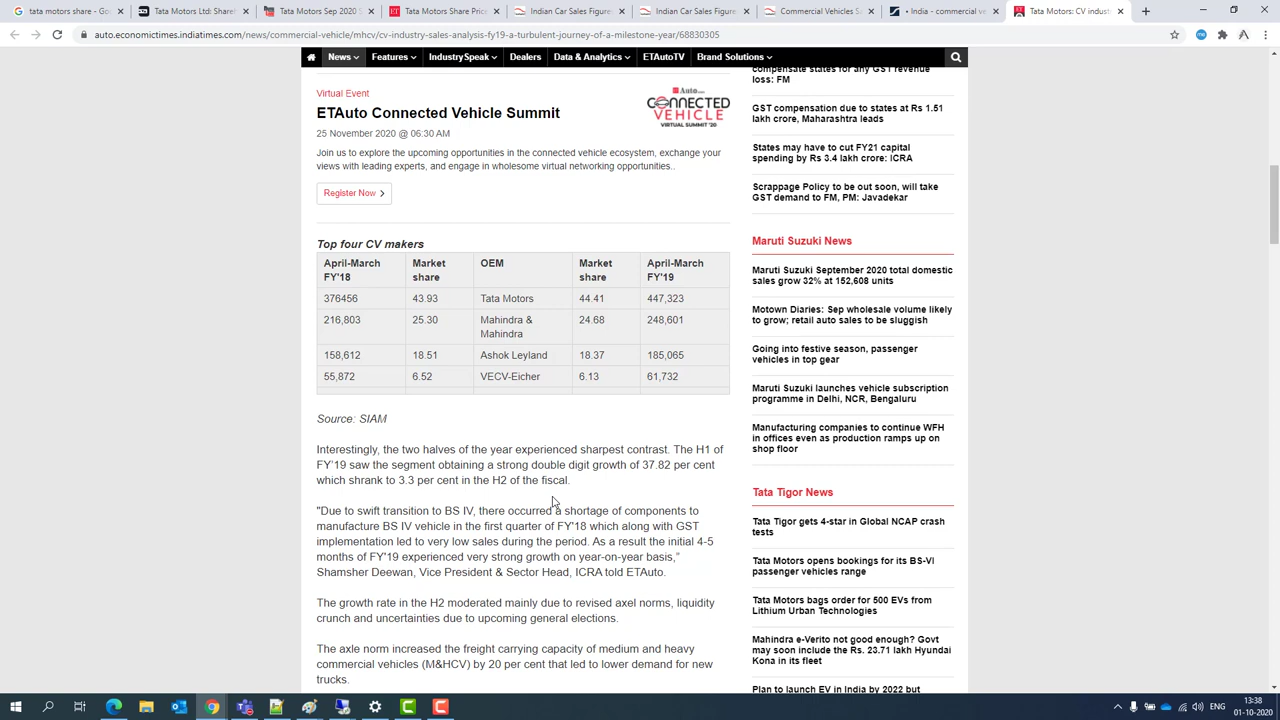 tata motors share - Go
Tata Motors Ltd: Share
Tata Motors Sep 2020 S
Tata Motors Share Price
Indian Car Sales Figure
Indian Car Sales Figure
Commercial Vehicles Sa
- linkedin v
Tata Motors: CV indust
auto.economictimes.indiatimes.com/news/commercial-vehicle/mhcv/cv-industry-sales-analysis-fy19-a-turbulent-journey-of-a-milestone-year/68830305
News
Features
IndustrySpeak
Dealers
Data & Analytics
ETAutoTV
Brand Solutions
Virtual Event
ETAuto Connected Vehicle Summit
25 November 2020 @ 06:30 AM
Join us to explore the upcoming opportunities in the connected vehicle ecosystem, exchange your
views with leading experts, and engage in wholesome virtual networking opportunities..
Register Now
Auto.com
CONNECTED
VEHICLE
VIRTUAL SUMMIT '20
Top four CV makers
April-March FY'18 Market share OEM Market share April-March FY'19
376456 43.93 Tata Motors 44.41 447,323
216,803 25.30 Mahindra & Mahindra 24.68 248,601
158,612 18.51 Ashok Leyland 18.37 185,065
55,872 6.52 VECV-Eicher 6.13 61,732
Source: SIAM
Interestingly, the two halves of the year experienced sharpest contrast. The H1 of
FY'19 saw the segment obtaining a strong double digit growth of 37.82 per cent
which shrank to 3.3 per cent in the H2 of the fiscal.
"Due to swift transition to BS IV, there occurred a shortage of components to
manufacture BS IV vehicle in the first quarter of FY'18 which along with GST
implementation led to very low sales during the period. As a result the initial 4-5
months of FY'19 experienced very strong growth on year-on-year basis,”
Shamsher Deewan, Vice President & Sector Head, ICRA told ETAuto.
The growth rate in the H2 moderated mainly due to revised axel norms, liquidity
crunch and uncertainties due to upcoming general elections.
The axle norm increased the freight carrying capacity of medium and heavy
commercial vehicles (M&HCV) by 20 per cent that led to lower demand for new
trucks.
compensate states for any GST revenue
loss: FM
GST compensation due to states at Rs 1.51
lakh crore, Maharashtra leads
States may have to cut FY21 capital
spending by Rs 3.4 lakh crore: ICRA
Scrappage Policy to be out soon, will take
GST demand to FM, PM: Javadekar
Maruti Suzuki News
Maruti Suzuki September 2020 total domestic
sales grow 32% at 152,608 units
Motown Diaries: Sep wholesale volume likely
to grow; retail auto sales to be sluggish
Going into festive season, passenger
vehicles in top gear
Maruti Suzuki launches vehicle subscription
programme in Delhi, NCR, Bengaluru
Manufacturing companies to continue WFH
in offices even as production ramps up on
shop floor
Tata Tigor News
Tata Tigor gets 4-star in Global NCAP crash
tests
Tata Motors opens bookings for its BS-VI
passenger vehicles range
Tata Motors bags order for 500 EVs from
Lithium Urban Technologies
Mahindra e-Verito not good enough? Govt
may soon include the Rs. 23.71 lakh Hyundai
Kona in its fleet
Plan to launch EV in India by 2022 but
ENG
13:38
01-10-2020